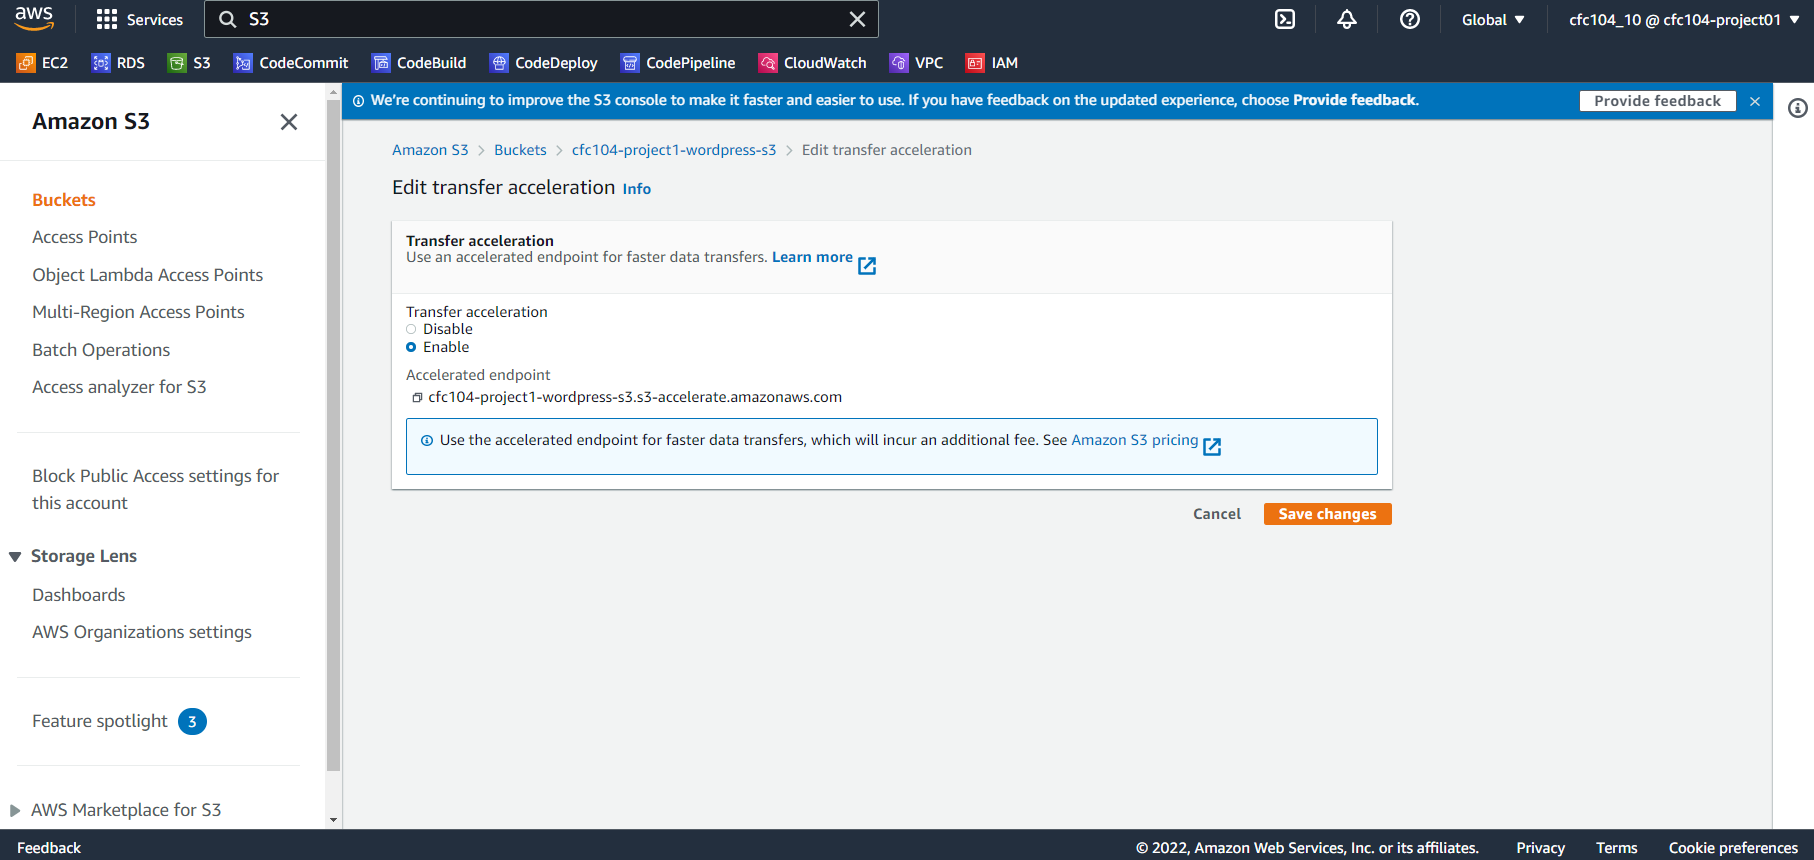 aws
Services
S3
Global
cfc104_10 @ cfc104-project01
EC2
RDS
S3
CodeCommit
CodeBuild
CodeDeploy
CodePipeline
CloudWatch
VPC
IAM
Amazon S3
Buckets
Access Points
Object Lambda Access Points
Multi-Region Access Points
Batch Operations
Access analyzer for S3
Block Public Access settings for
this account
Storage Lens
Dashboards
AWS Organizations settings
Feature spotlight 3
AWS Marketplace for S3
We're continuing to improve the S3 console to make it faster and easier to use. If you have feedback on the updated experience, choose Provide feedback.
Provide feedback
Amazon S3 > Buckets > cfc104-project1-wordpress-s3 > Edit transfer acceleration
Edit transfer acceleration Info
Transfer acceleration
Use an accelerated endpoint for faster data transfers. Learn more
Transfer acceleration
Disable
Enable
Accelerated endpoint
cfc104-project1-wordpress-s3.s3-accelerate.amazonaws.com
Use the accelerated endpoint for faster data transfers, which will incur an additional fee. See Amazon S3 pricing
Cancel
Save changes
Feedback
© 2022, Amazon Web Services, Inc. or its affiliates.
Privacy
Terms
Cookie preferences